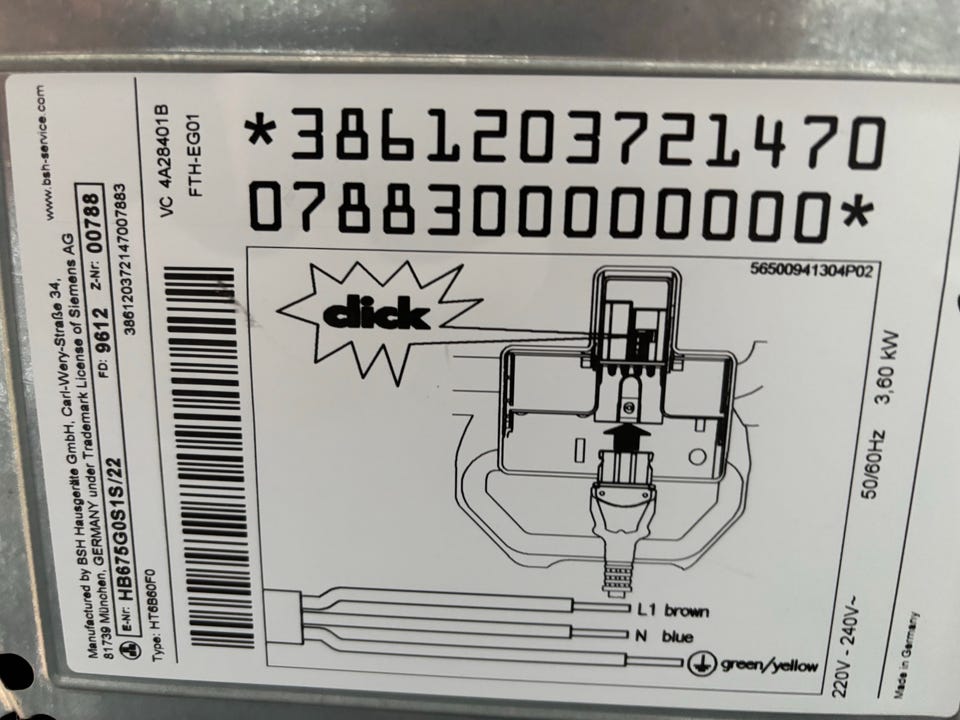 www.bsh-service.com
Manufactured by BSH Hausgeräte GmbH, Carl-Wery-Straße 34,
81739 München, GERMANY under Trademark License of Siemens AG
E-Nr: HB675G0S1S/22 FD: 9612 Z-Nr: 00788
Type: HT6B60F0 386120372147007883
VC 4A28401B
FTH-EG01
*3861203721470
0788300000000*
56500941304P02
click
L1 brown
N blue
green/yellow
220V - 240V~ 50/60Hz 3,60 kW
Made in Germany